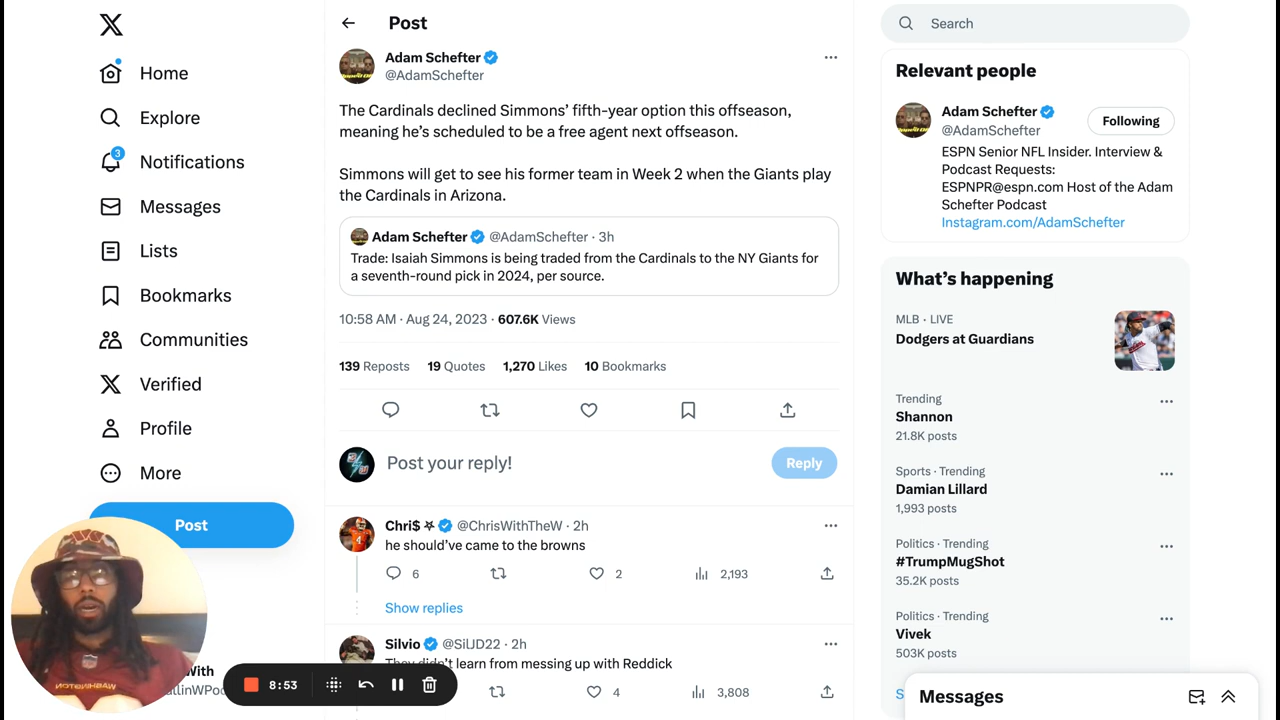 Home
Explore
3
Notifications
Messages
Lists
Bookmarks
Communities
Verified
Profile
More
Post
With
atlinWPod
8:53
Post
Adam Schefter
@AdamSchefter
The Cardinals declined Simmons’ fifth-year option this offseason,
meaning he’s scheduled to be a free agent next offseason.
Simmons will get to see his former team in Week 2 when the Giants play
the Cardinals in Arizona.
Adam Schefter @AdamSchefter · 3h
Trade: Isaiah Simmons is being traded from the Cardinals to the NY Giants for
a seventh-round pick in 2024, per source.
10:58 AM · Aug 24, 2023 · 607.6K Views
139 Reposts 19 Quotes 1,270 Likes 10 Bookmarks
Post your reply!
Reply
Chri$ @ChrisWithTheW · 2h
he should’ve came to the browns
6 2 2,193
Show replies
Silvio @SilJD22 · 2h
They didn’t learn from messing up with Reddick
4 3,808
Search
Relevant people
Adam Schefter
@AdamSchefter
Following
ESPN Senior NFL Insider. Interview &
Podcast Requests:
ESPNPR@espn.com Host of the Adam
Schefter Podcast
Instagram.com/AdamSchefter
What’s happening
MLB · LIVE
Dodgers at Guardians
Trending
Shannon
21.8K posts
Sports · Trending
Damian Lillard
1,993 posts
Politics · Trending
#TrumpMugShot
35.2K posts
Politics · Trending
Vivek
503K posts
Messages